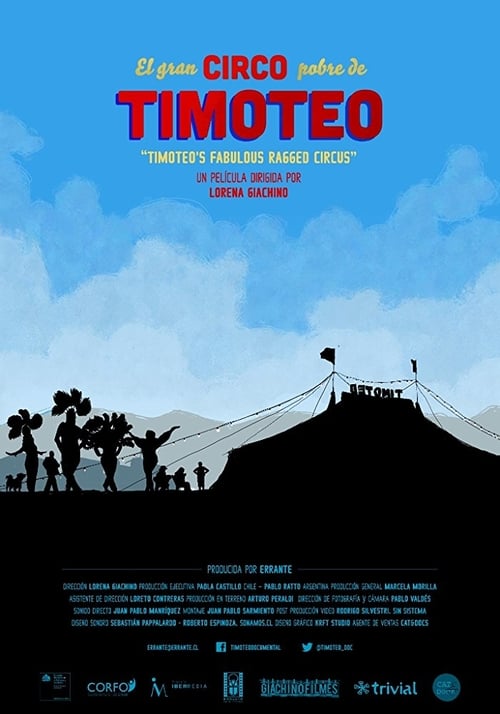 El gran CIRCO pobre de
TIMOTEO
“TIMOTEO'S FABULOUS RAGGED CIRCUS”
UN PELÍCULA DIRIGIDA POR
LORENA GIACHINO
TIMOTEO
PRODUCIDA POR ERRANTE
DIRECCIÓN LORENA GIACHINO PRODUCCIÓN EJECUTIVA PAOLA CASTILLO CHILE - PABLO RATTO ARGENTINA PRODUCCIÓN GENERAL MARCELA MORILLA
ASISTENTE DE DIRECCIÓN LORETO CONTRERAS PRODUCCIÓN EN TERRENO ARTURO PERALDI DIRECCIÓN DE FOTOGRAFÍA Y CÁMARA PABLO VALDÉS
SONIDO DIRECTO JUAN PABLO MANRÍQUEZ MONTAJE JUAN PABLO SARMIENTO POST PRODUCCIÓN VIDEO RODRIGO SILVESTRI, SIN SISTEMA
DISEÑO SONORO SEBASTIÁN PAPPALARDO - ROBERTO ESPINOZA, SONAMOS.CL DISEÑO GRÁFICO KRFT STUDIO AGENTE DE VENTAS CAT&DOCS
ERRANTE@ERRANTE.CL TIMOTEODOCUMENTAL @TIMOTEO_DOC
CORFO IBERMEDIA GIACHINOFILMES trivial CAT&DOCS